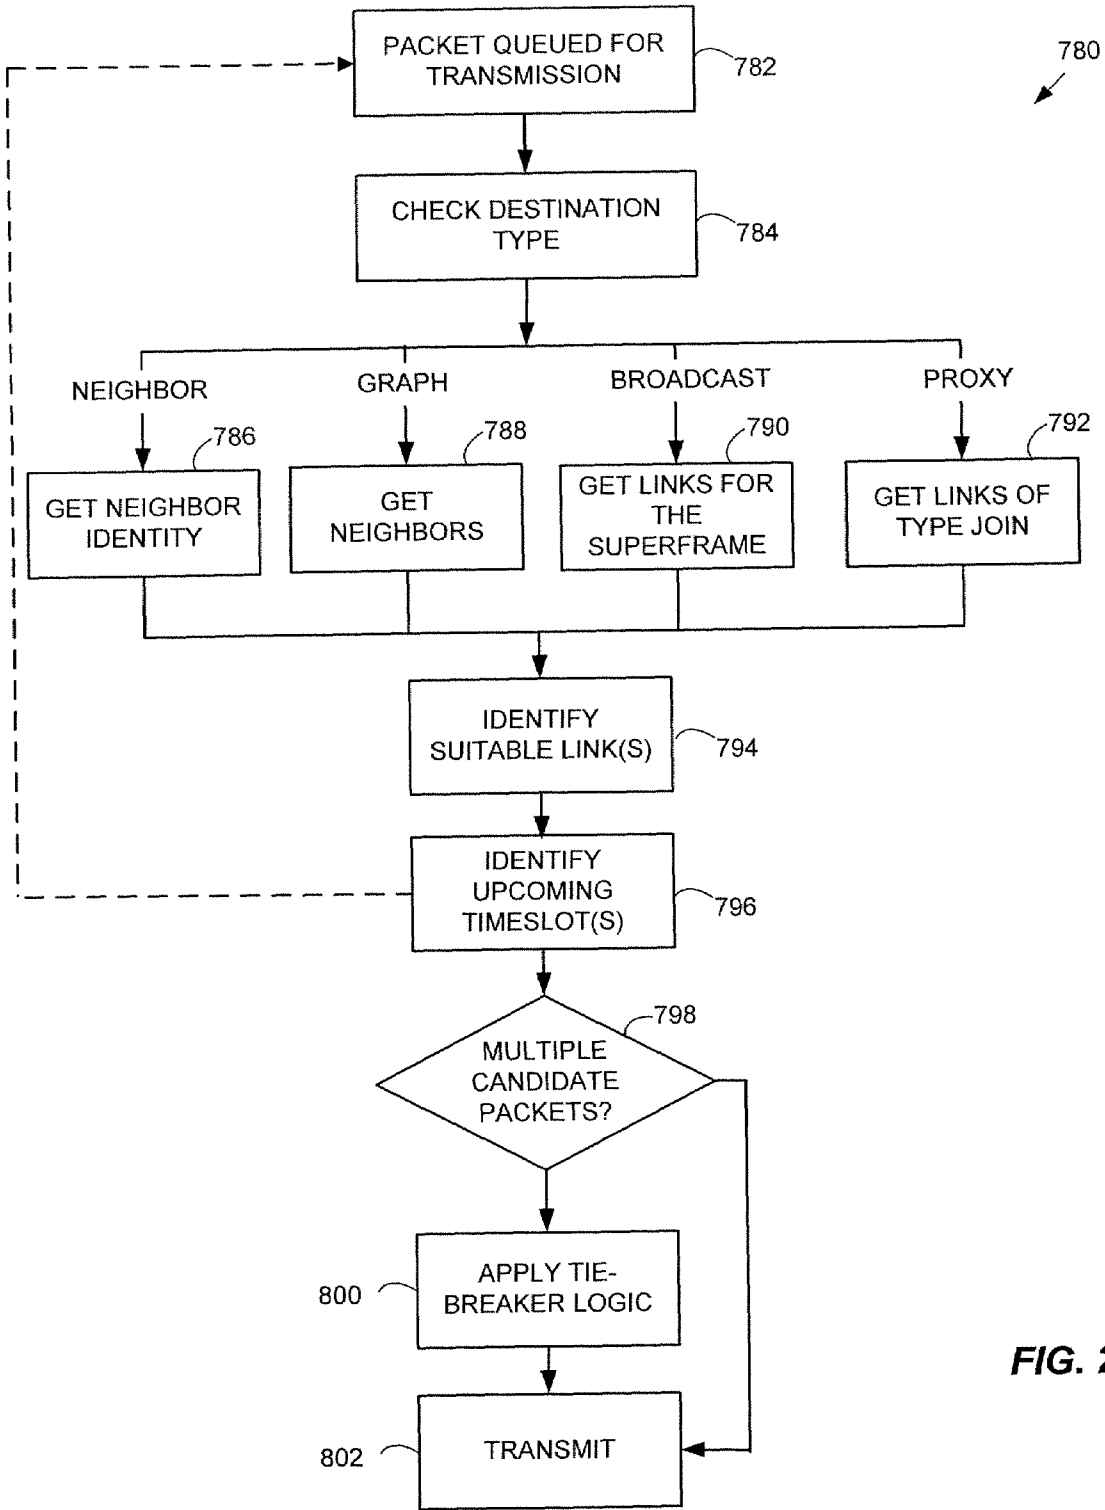 PACKET QUEUED FOR
TRANSMISSION
782
780
CHECK DESTINATION
TYPE
784
NEIGHBOR
GRAPH
BROADCAST
PROXY
786
788
790
792
GET NEIGHBOR
IDENTITY
GET
NEIGHBORS
GET LINKS FOR
THE
SUPERFRAME
GET LINKS OF
TYPE JOIN
IDENTIFY
SUITABLE LINK(S)
794
IDENTIFY
UPCOMING
TIMESLOT(S)
796
798
MULTIPLE
CANDIDATE
PACKETS?
800
APPLY TIE-
BREAKER LOGIC
802
TRANSMIT
FIG. 2